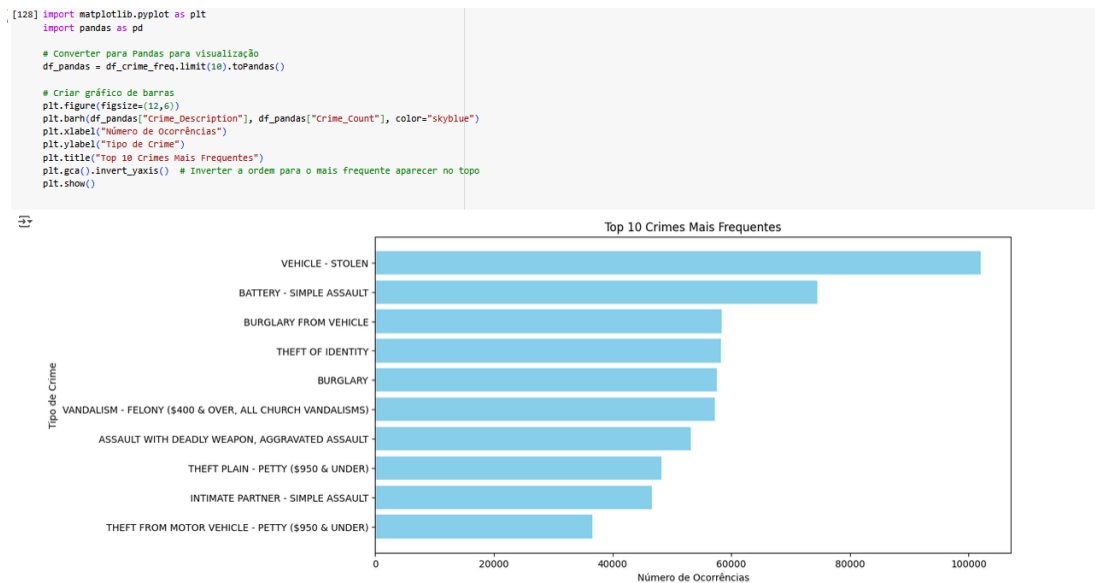 [128] import matplotlib.pyplot as plt
import pandas as pd
# Converter para Pandas para visualização
df_pandas = df_crime_freq.limit(10).toPandas()
# Criar gráfico de barras
plt.figure(figsize=(12,6))
plt.barh(df_pandas["Crime_Description"], df_pandas["Crime_Count"], color="skyblue")
plt.xlabel("Número de Ocorrências")
plt.ylabel("Tipo de Crime")
plt.title("Top 10 Crimes Mais Frequentes")
plt.gca().invert_yaxis()  # Inverter a ordem para o mais frequente aparecer no topo
plt.show()
Top 10 Crimes Mais Frequentes
Tipo de Crime
VEHICLE - STOLEN
BATTERY - SIMPLE ASSAULT
BURGLARY FROM VEHICLE
THEFT OF IDENTITY
BURGLARY
VANDALISM - FELONY ($400 & OVER, ALL CHURCH VANDALISMS)
ASSAULT WITH DEADLY WEAPON, AGGRAVATED ASSAULT
THEFT PLAIN - PETTY ($950 & UNDER)
INTIMATE PARTNER - SIMPLE ASSAULT
THEFT FROM MOTOR VEHICLE - PETTY ($950 & UNDER)
0 20000 40000 60000 80000 100000
Número de Ocorrências